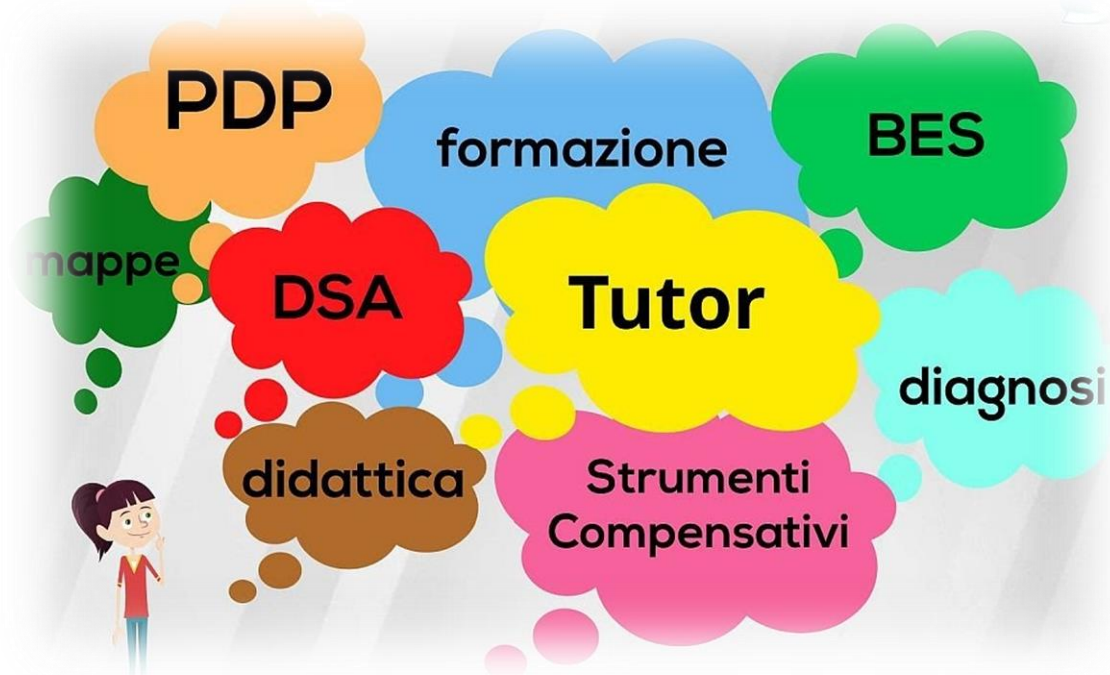 PDP
formazione
BES
mappe
DSA
Tutor
diagnosi
didattica
Strumenti
Compensativi